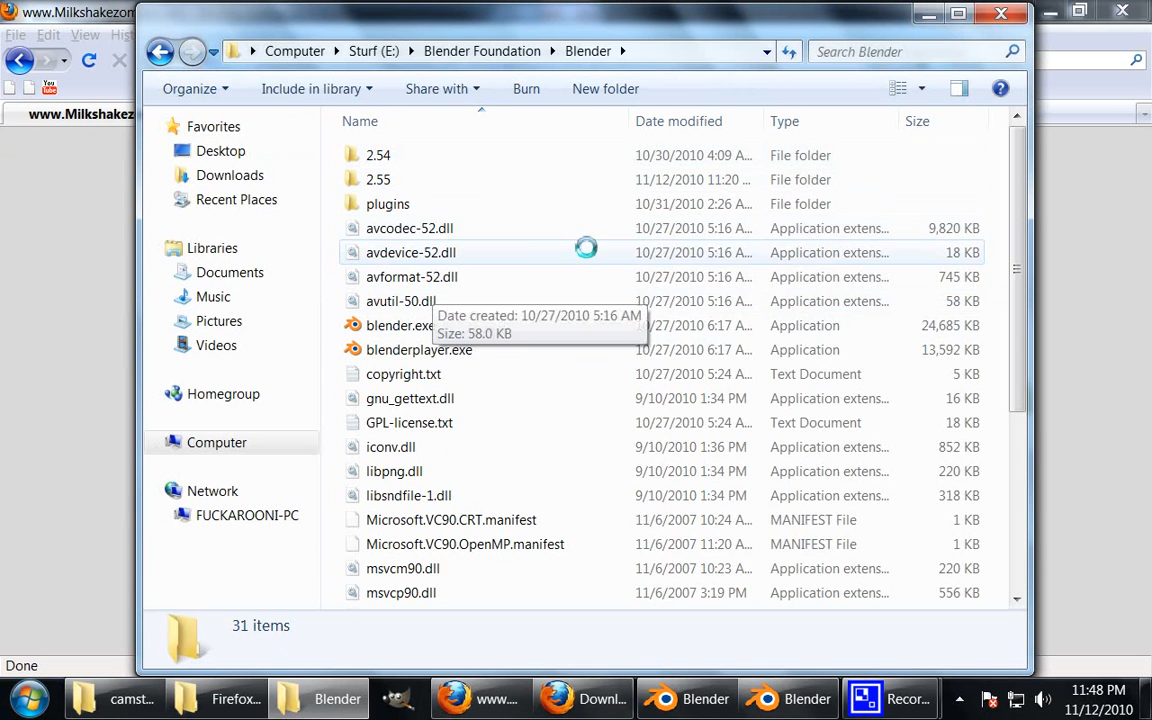 www.Milkshakezom
File Edit View Hist
You Tube
www.Milkshakez
Computer Sturf (E:) Blender Foundation Blender
Search Blender
Organize Include in library Share with Burn New folder
Name Date modified Type Size
Favorites
Desktop
Downloads
Recent Places
Libraries
Documents
Music
Pictures
Videos
Homegroup
Computer
Network
FUCKAROONI-PC
2.54 10/30/2010 4:09 A... File folder
2.55 11/12/2010 11:20 ... File folder
plugins 10/31/2010 2:26 A... File folder
avcodec-52.dll 10/27/2010 5:16 A... Application extens... 9,820 KB
avdevice-52.dll 10/27/2010 5:16 A... Application extens... 18 KB
avformat-52.dll 10/27/2010 5:16 A... Application extens... 745 KB
avutil-50.dll 10/27/2010 5:16 A... Application extens... 58 KB
Date created: 10/27/2010 5:16 AM
Size: 58.0 KB
blender.exe /27/2010 6:17 A... Application 24,685 KB
blenderplayer.exe 10/27/2010 6:17 A... Application 13,592 KB
copyright.txt 10/27/2010 5:24 A... Text Document 5 KB
gnu_gettext.dll 9/10/2010 1:34 PM Application extens... 16 KB
GPL-license.txt 10/27/2010 5:24 A... Text Document 18 KB
iconv.dll 9/10/2010 1:36 PM Application extens... 852 KB
libpng.dll 9/10/2010 1:34 PM Application extens... 220 KB
libsndfile-1.dll 9/10/2010 1:34 PM Application extens... 318 KB
Microsoft.VC90.CRT.manifest 11/6/2007 10:24 A... MANIFEST File 1 KB
Microsoft.VC90.OpenMP.manifest 11/6/2007 11:20 A... MANIFEST File 1 KB
msvcm90.dll 11/6/2007 10:23 A... Application extens... 220 KB
msvcp90.dll 11/6/2007 3:19 PM Application extens... 556 KB
31 items
Done
camst... Firefox... Blender www.... Downl... Blender Blender Recor...
11:48 PM
11/12/2010